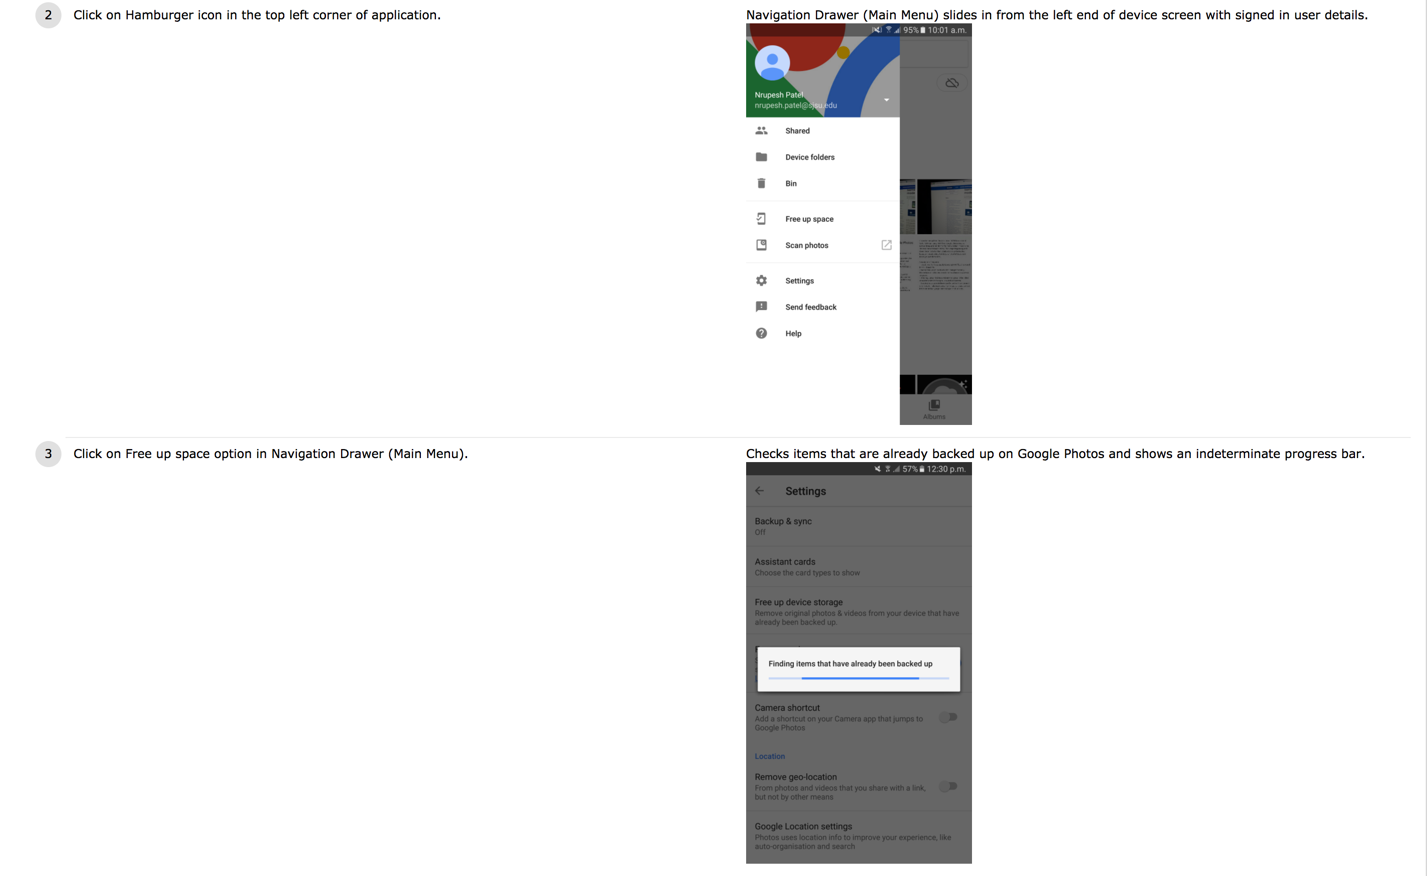 2
Click on Hamburger icon in the top left corner of application.
Navigation Drawer (Main Menu) slides in from the left end of device screen with signed in user details.
95% 10:01 a.m.
Nrupesh Patel
nrupesh.patel@sjsu.edu
Shared
Device folders
Bin
Free up space
Scan photos
Settings
Send feedback
Help
Albums
3
Click on Free up space option in Navigation Drawer (Main Menu).
Checks items that are already backed up on Google Photos and shows an indeterminate progress bar.
57% 12:30 p.m.
Settings
Backup & sync
Off
Assistant cards
Choose the card types to show
Free up device storage
Remove original photos & videos from your device that have
already been backed up.
Finding items that have already been backed up
Camera shortcut
Add a shortcut on your Camera app that jumps to
Google Photos
Location
Remove geo-location
From photos and videos that you share with a link,
but not by other means
Google Location settings
Photos uses location info to improve your experience, like
auto-organisation and search